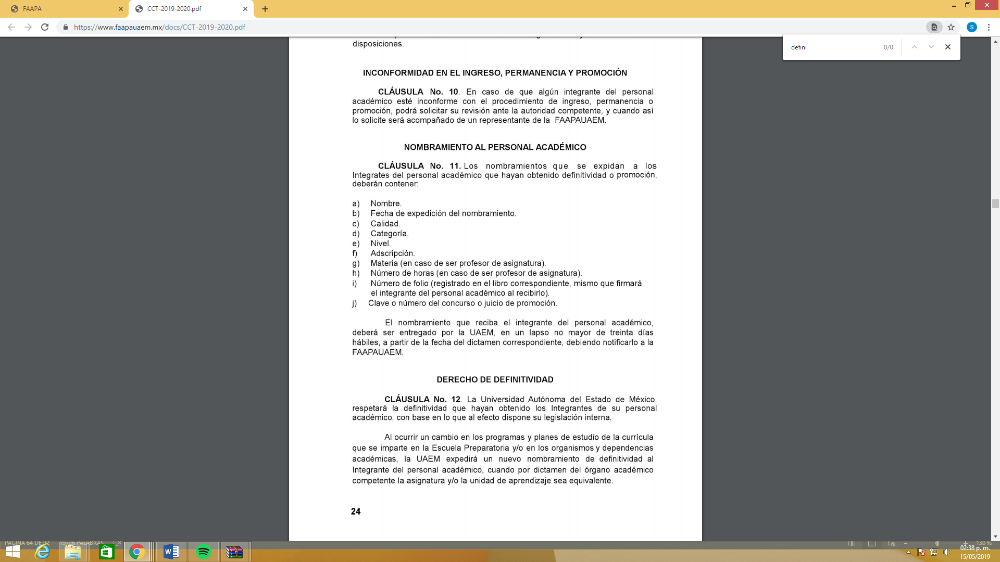 FAAPA
CCT-2019-2020.pdf
https://www.faapauaem.mx/docs/CCT-2019-2020.pdf
S
defini 0/0
disposiciones.
INCONFORMIDAD EN EL INGRESO, PERMANENCIA Y PROMOCIÓN
CLÁUSULA No. 10. En caso de que algún integrante del personal
académico esté inconforme con el procedimiento de ingreso, permanencia o
promoción, podrá solicitar su revisión ante la autoridad competente, y cuando así
lo solicite será acompañado de un representante de la FAAPAUAEM.
NOMBRAMIENTO AL PERSONAL ACADÉMICO
CLÁUSULA No. 11. Los nombramientos que se expidan a los
Integrates del personal académico que hayan obtenido definitividad o promoción,
deberán contener:
a) Nombre.
b) Fecha de expedición del nombramiento.
c) Calidad.
d) Categoría.
e) Nivel.
f) Adscripción.
g) Materia (en caso de ser profesor de asignatura).
h) Número de horas (en caso de ser profesor de asignatura).
i) Número de folio (registrado en el libro correspondiente, mismo que firmará
el integrante del personal académico al recibirlo).
j) Clave o número del concurso o juicio de promoción.
El nombramiento que reciba el integrante del personal académico,
deberá ser entregado por la UAEM, en un lapso no mayor de treinta días
hábiles, a partir de la fecha del dictamen correspondiente, debiendo notificarlo a la
FAAPAUAEM.
DERECHO DE DEFINITIVIDAD
CLÁUSULA No. 12. La Universidad Autónoma del Estado de México,
respetará la definitividad que hayan obtenido los Integrantes de su personal
académico, con base en lo que al efecto dispone su legislación interna.
Al ocurrir un cambio en los programas y planes de estudio de la currícula
que se imparte en la Escuela Preparatoria y/o en los organismos y dependencias
académicas, la UAEM expedirá un nuevo nombramiento de definitividad al
Integrante del personal académico, cuando por dictamen del órgano académico
competente la asignatura y/o la unidad de aprendizaje sea equivalente.
24
PÁGINA 64 DE 92 19726 PALABRAS
130 %
02:38 p. m.
15/05/2019